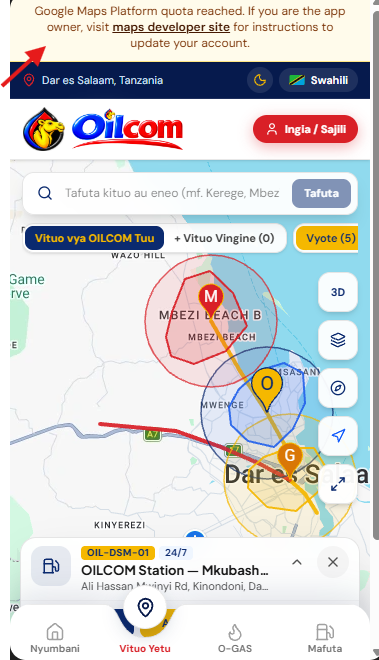 Google Maps Platform quota reached. If you are the app
owner, visit maps developer site for instructions to
update your account.
Dar es Salaam, Tanzania
Swahili
Oilcom
Ingia / Sajili
Tafuta kituo au eneo (mf. Kerege, Mbez
Tafuta
Vituo vya OILCOM Tuu
+ Vituo Vingine (0)
Vyote (5)
WAZO HILL
Game
rve
3D
M
MBEZI BEACH B
MBEZI BEACH
MSASANI
O
MWENGE
A7
G
Dar es Sa a
KINYEREZI
OIL-DSM-01
24/7
OILCOM Station — Mkubash…
Ali Hassan Mwinyi Rd, Kinondoni, Da…
Nyumbani
Vituo Yetu
O-GAS
Mafuta